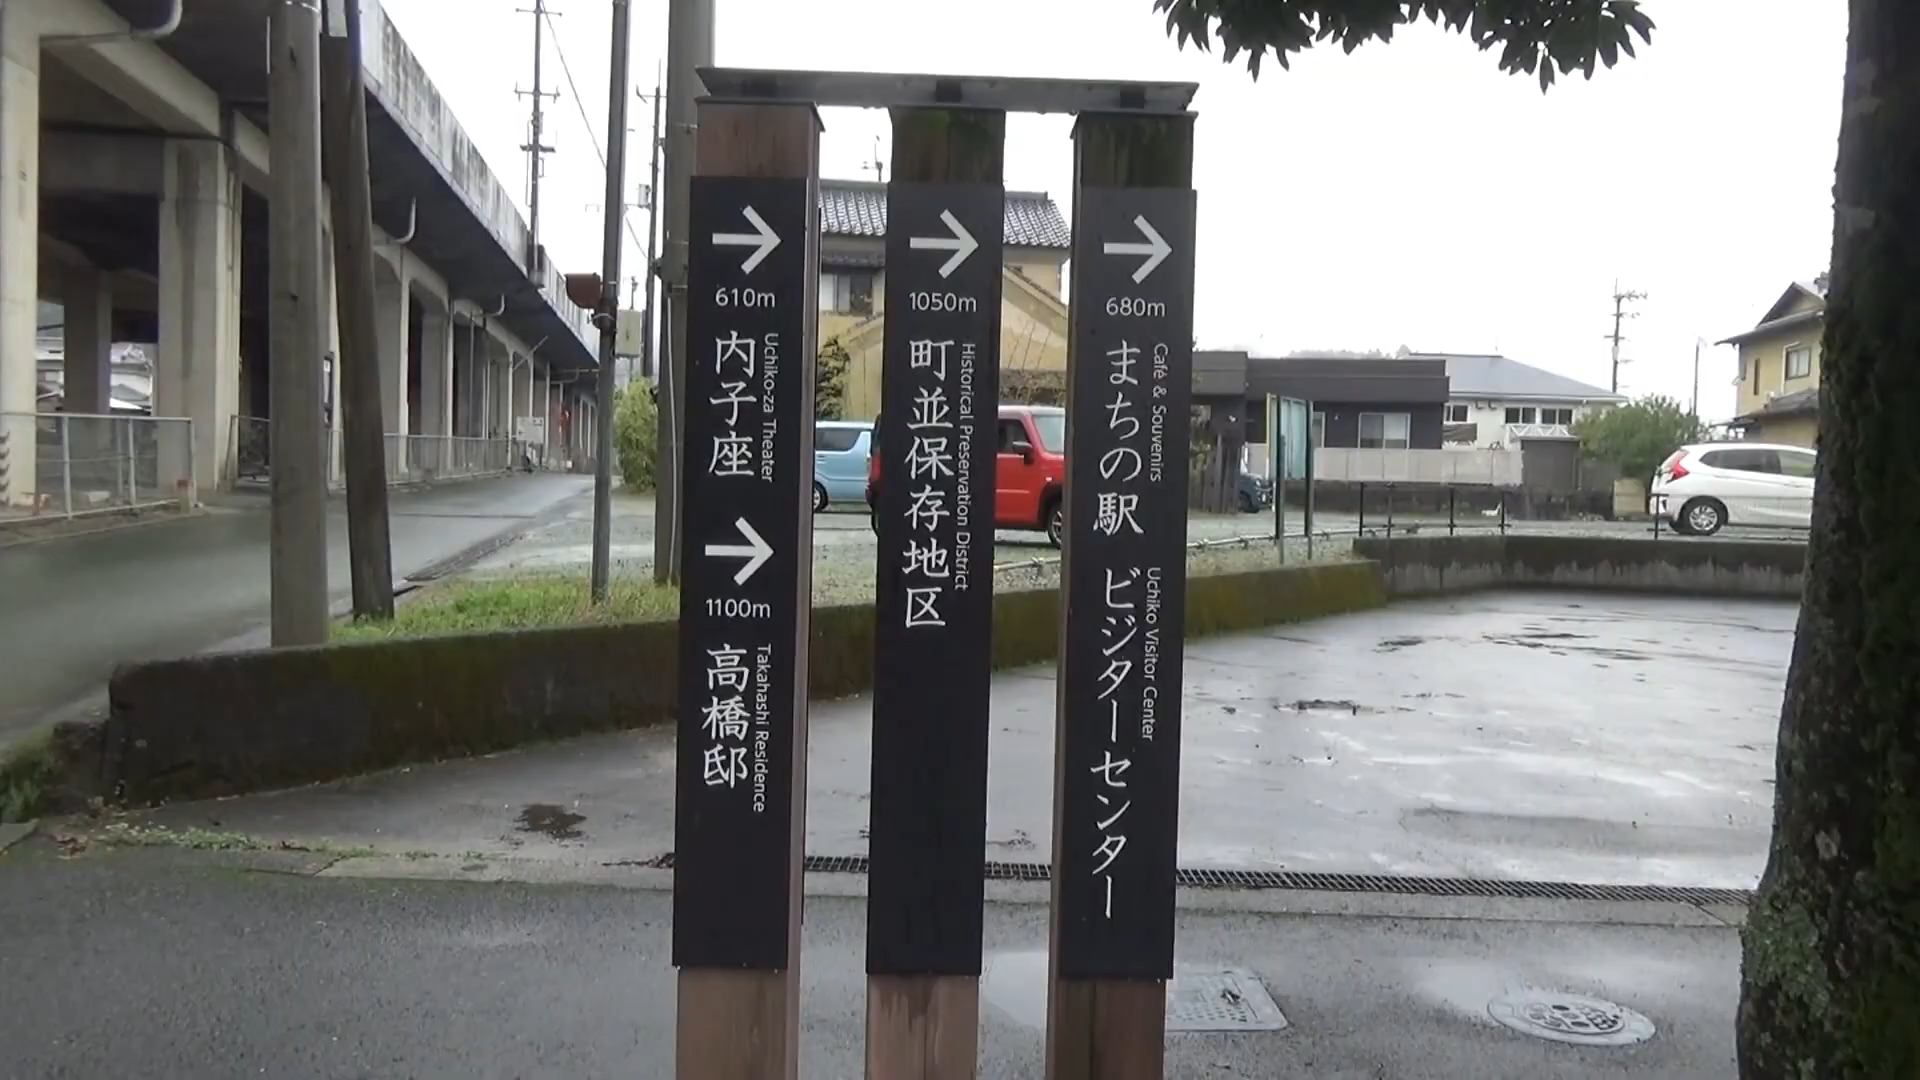 →
610m
内子座
Uchiko-za Theater
→
1100m
高橋邸
Takahashi Residence
→
1050m
町並保存地区
Historical Preservation District
→
680m
まちの駅
Café & Souvenirs
ビジターセンター
Uchiko Visitor Center